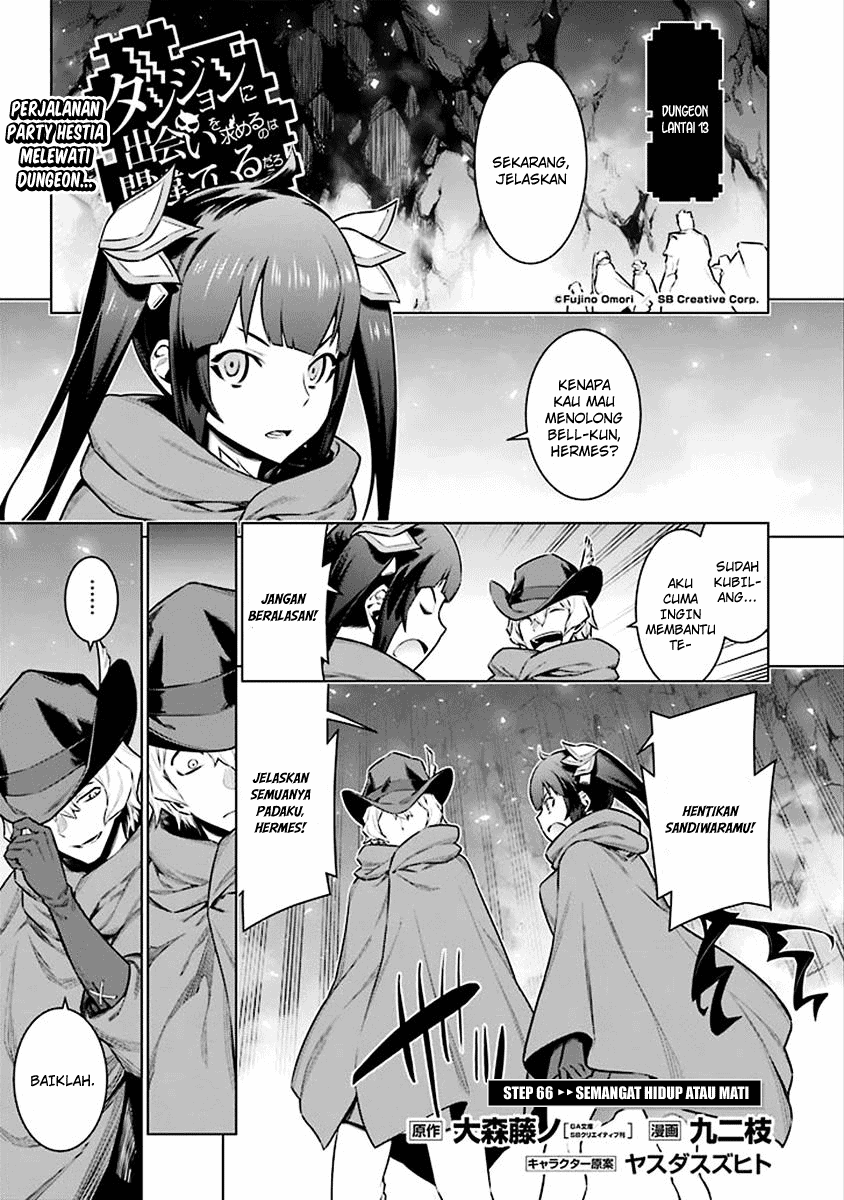 DUNGEON
LANTAI 13
SEKARANG,
JELASKAN
ダンジョンに
出会いを求めるのは
間違っているだろうか
PERJALANAN
PARTY HESTIA
MELEWATI
DUNGEON...
©Fujino Omori SB Creative Corp.
KENAPA
KAU MAU
MENOLONG
BELL-KUN,
HERMES?
SUDAH
KUBIL-
ANG...
AKU
CUMA
INGIN
MEMBANTU
TE-
JANGAN
BERALASAN!
HENTIKAN
SANDIWARAMU!
JELASKAN
SEMUANYA
PADAKU,
HERMES!
......
BAIKLAH.
STEP 66 ▸▸ SEMANGAT HIDUP ATAU MATI
原作 大森藤ノ [GA文庫 SBクリエイティブ刊] 漫画 九二枝
キャラクター原案 ヤスダスズヒト